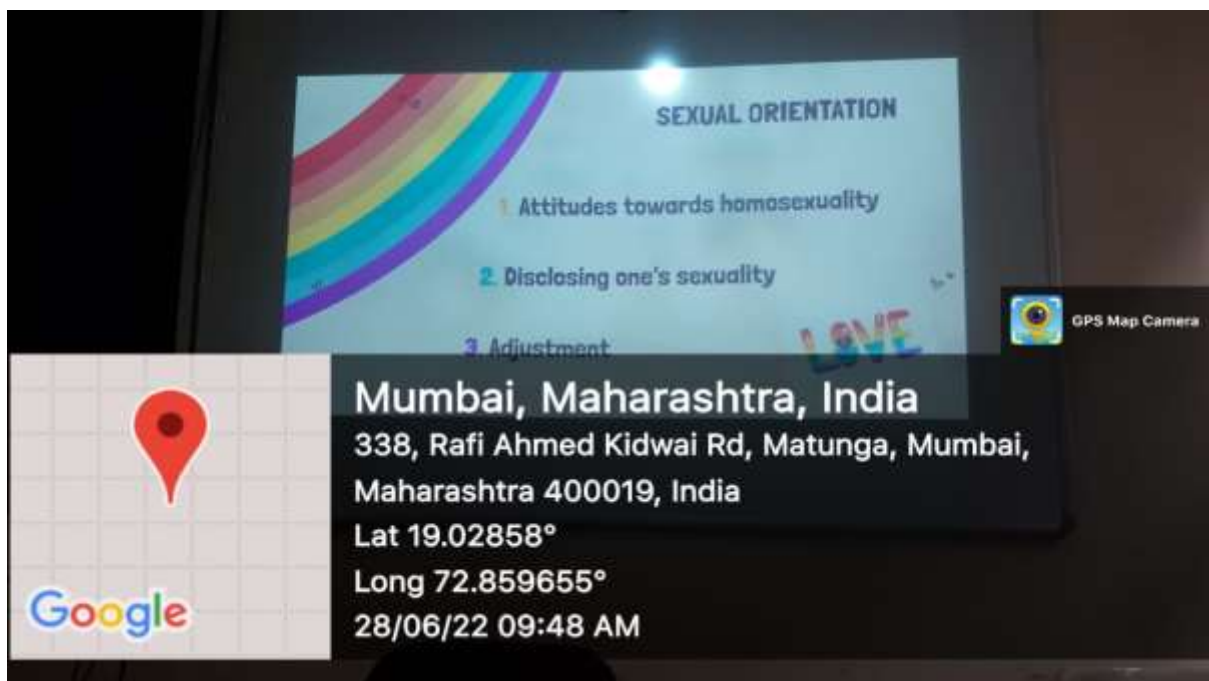 SEXUAL ORIENTATION
1. Attitudes towards homosexuality
2. Disclosing one's sexuality
3. Adjustment
LOVE
GPS Map Camera
Mumbai, Maharashtra, India
338, Rafi Ahmed Kidwai Rd, Matunga, Mumbai,
Maharashtra 400019, India
Lat 19.02858°
Long 72.859655°
28/06/22 09:48 AM
Google